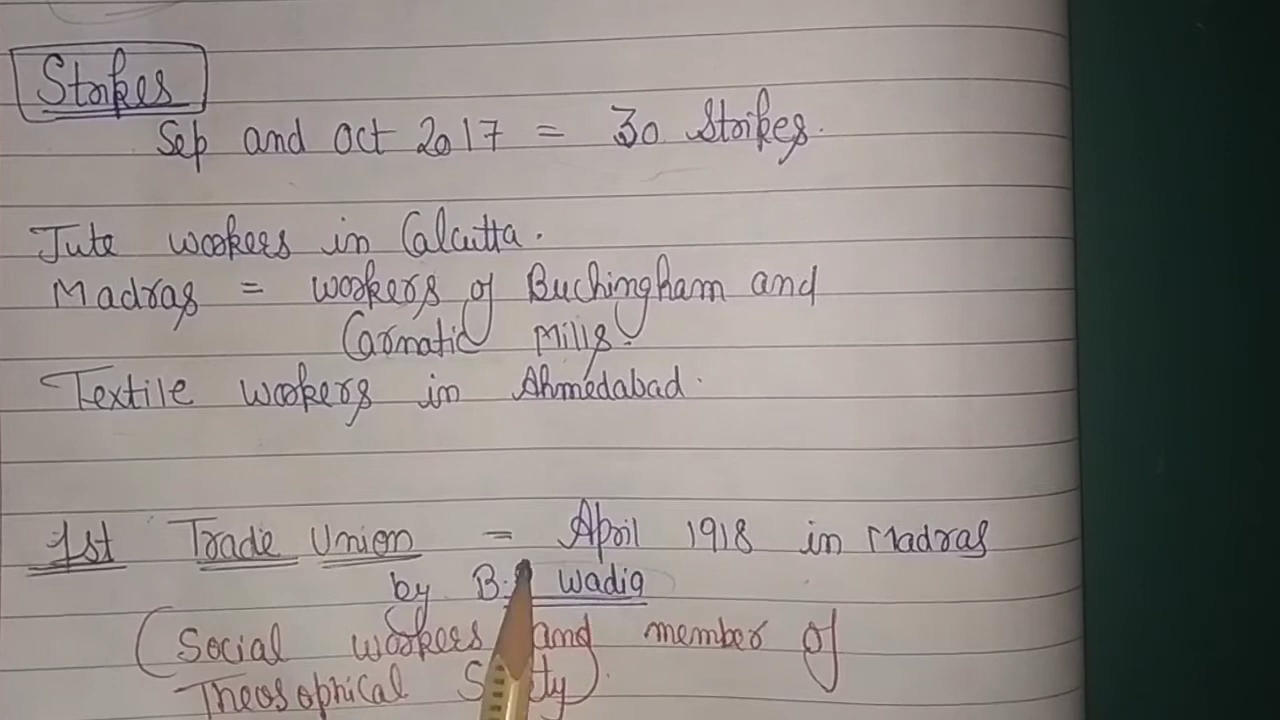 Strikes
Sep and Oct 2017 = 30 Strikes.
Jute workers in Calcutta.
Madras = workers of Buchingham and
Carnatic Mills.
Textile workers in Ahmedabad.
1st Trade Union = April 1918 in Madras
by B. Wadia
(Social workers and member of
Theosophical